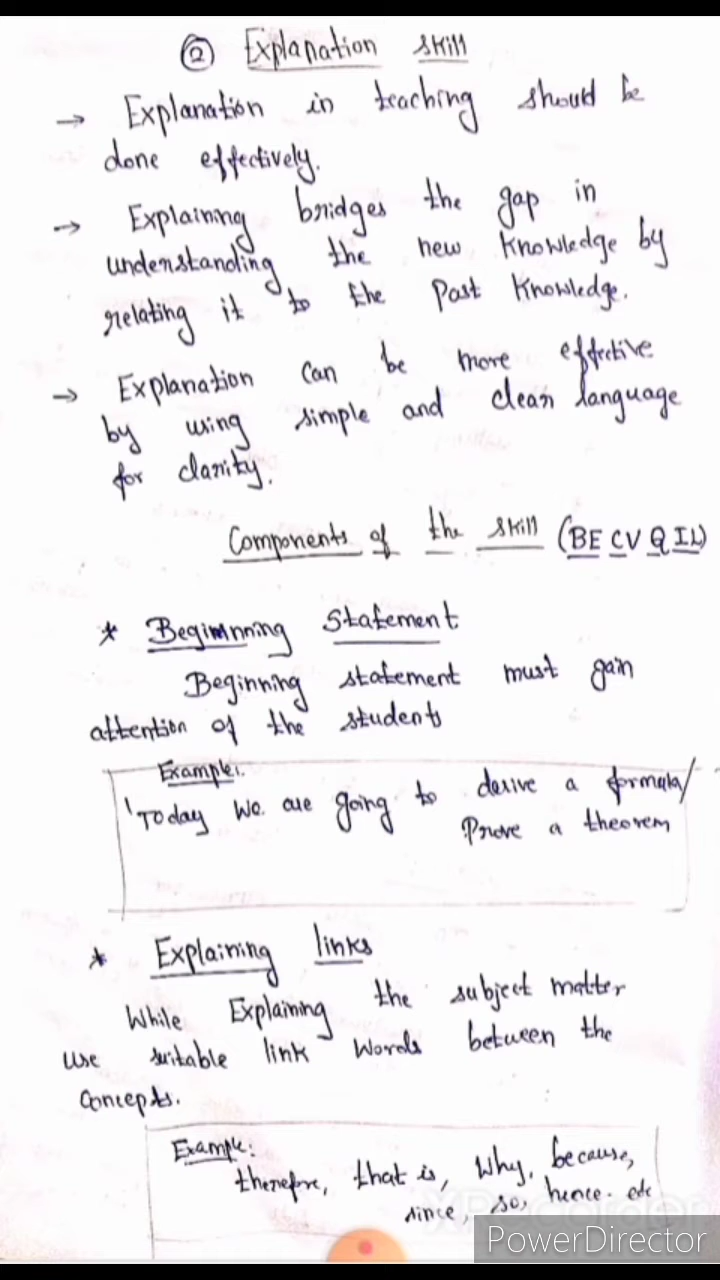 ② Explanation skill
→ Explanation in teaching should be
done effectively.
→ Explaining bridges the gap in
understanding the new knowledge by
relating it to the Past knowledge.
→ Explanation can be more effective
by using simple and clear language
for clarity.
Components of the skill (BE CV Q IL)
* Begimnning statement
Beginning statement must gain
attention of the students
Example:
'Today we are going to derive a formula/
Prove a theorem
* Explaining links
While Explaining the subject matter
use suitable link words between the
concepts.
Example:
therefore, that is, Why, because,
since, so, hence. etc
XRecorder
PowerDirector